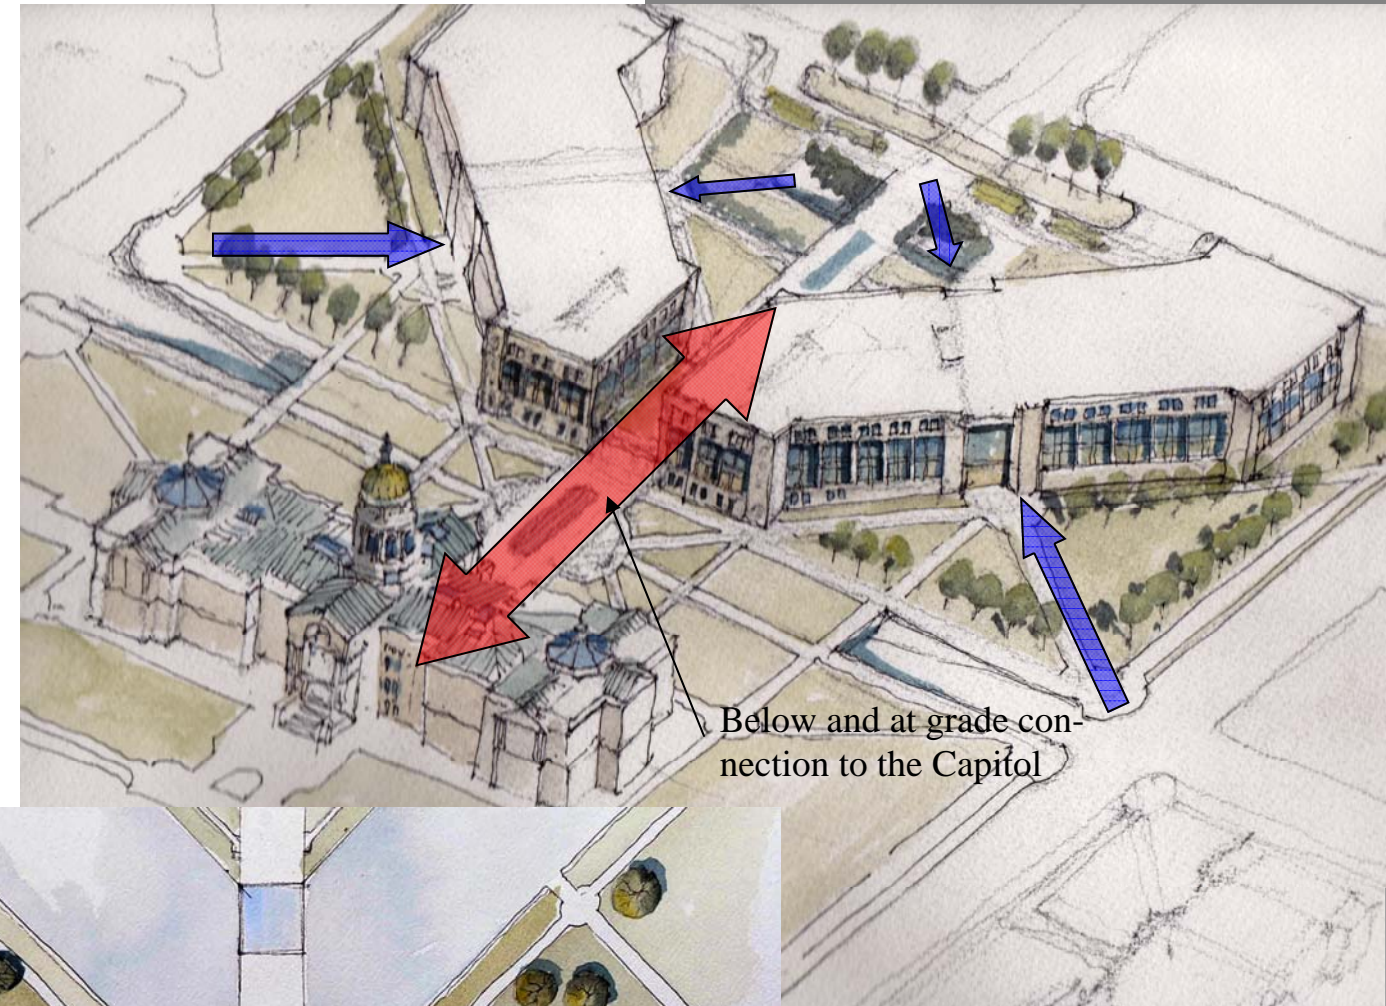 Below and at grade con-
nection to the Capitol